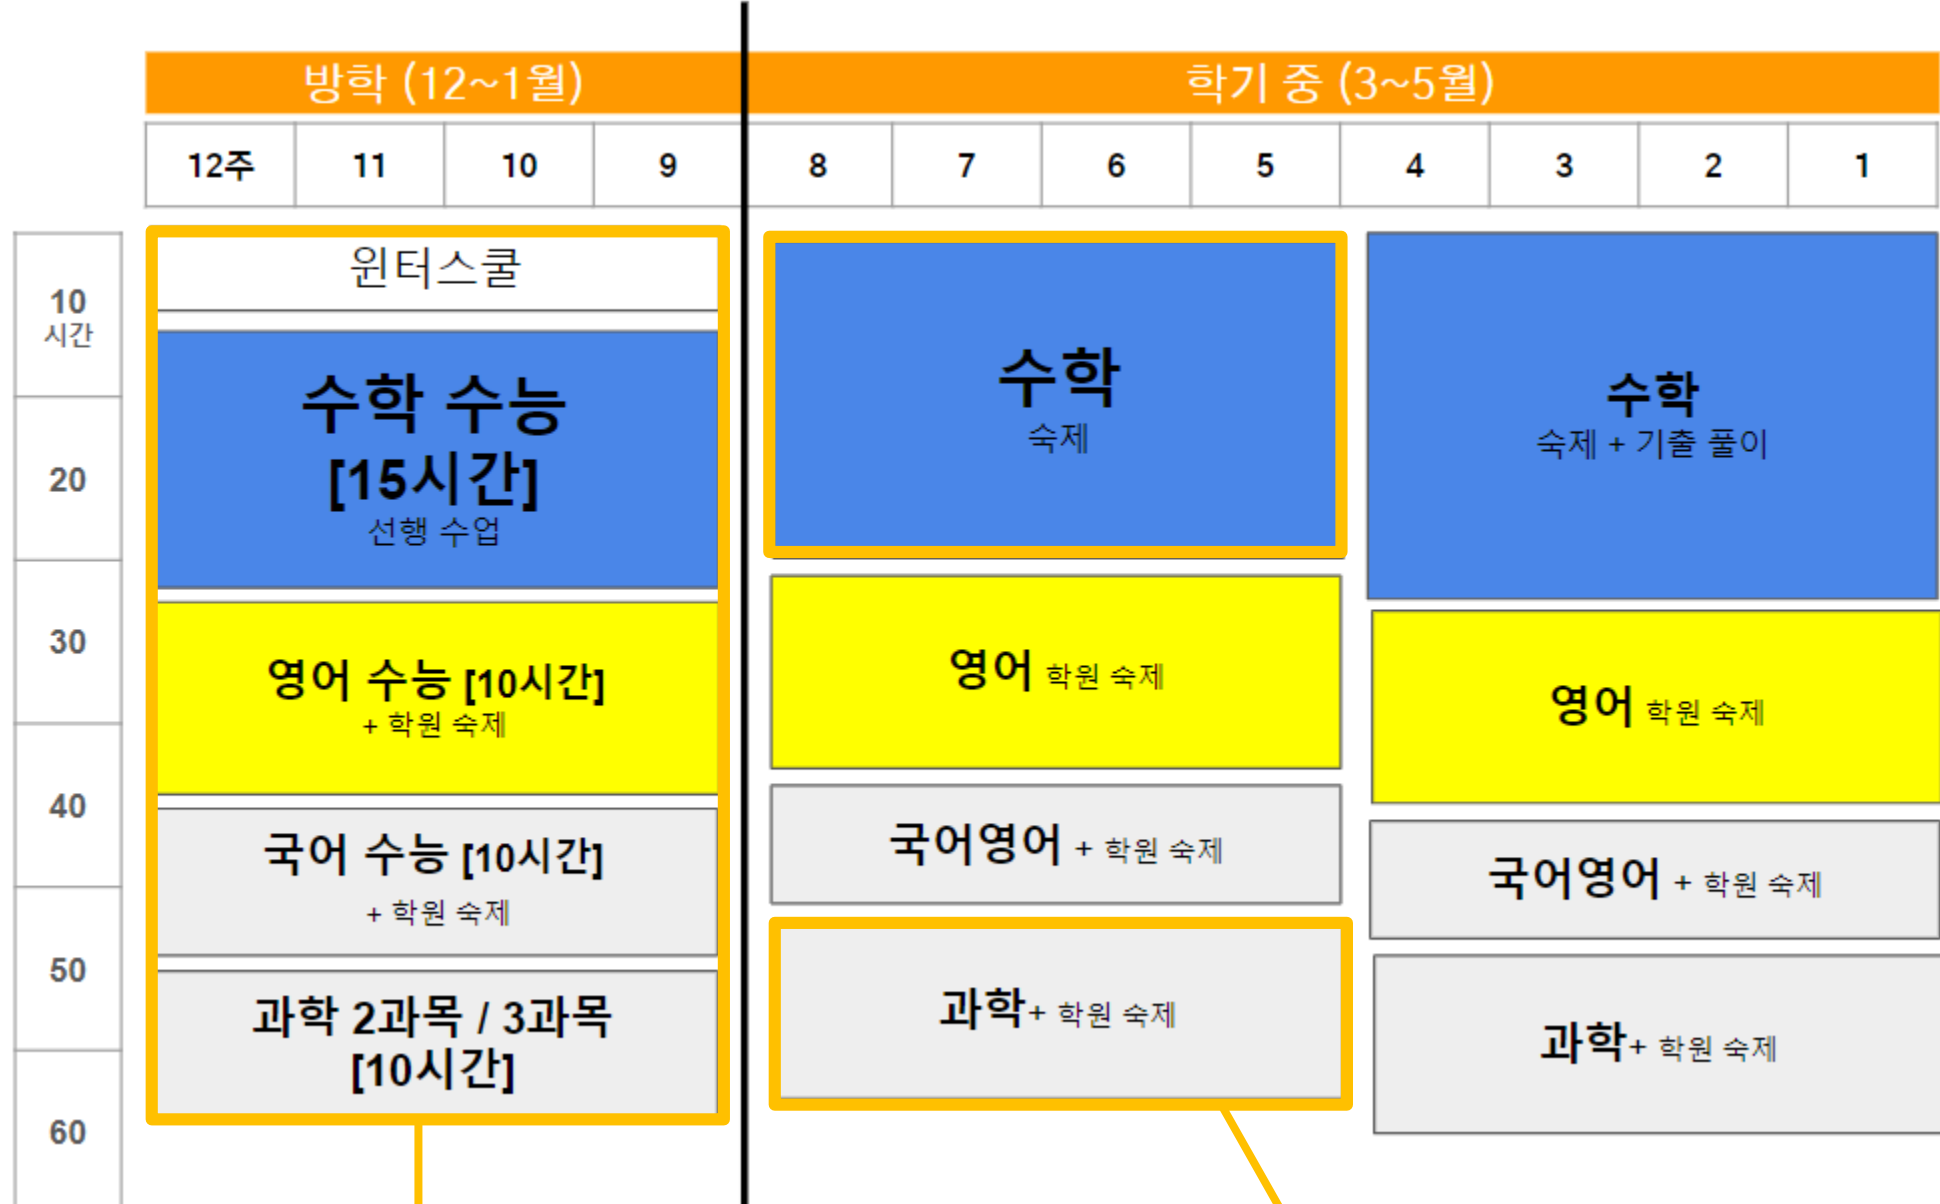 방학 (12~1월)
학기 중 (3~5월)
12주 11 10 9 8 7 6 5 4 3 2 1
10
시간
20
30
40
50
60
윈터스쿨
수학 수능
[15시간]
선행 수업
영어 수능 [10시간]
+ 학원 숙제
국어 수능 [10시간]
+ 학원 숙제
과학 2과목 / 3과목
[10시간]
수학
숙제
영어 학원 숙제
국어영어 + 학원 숙제
과학+ 학원 숙제
수학
숙제 + 기출 풀이
영어 학원 숙제
국어영어 + 학원 숙제
과학+ 학원 숙제